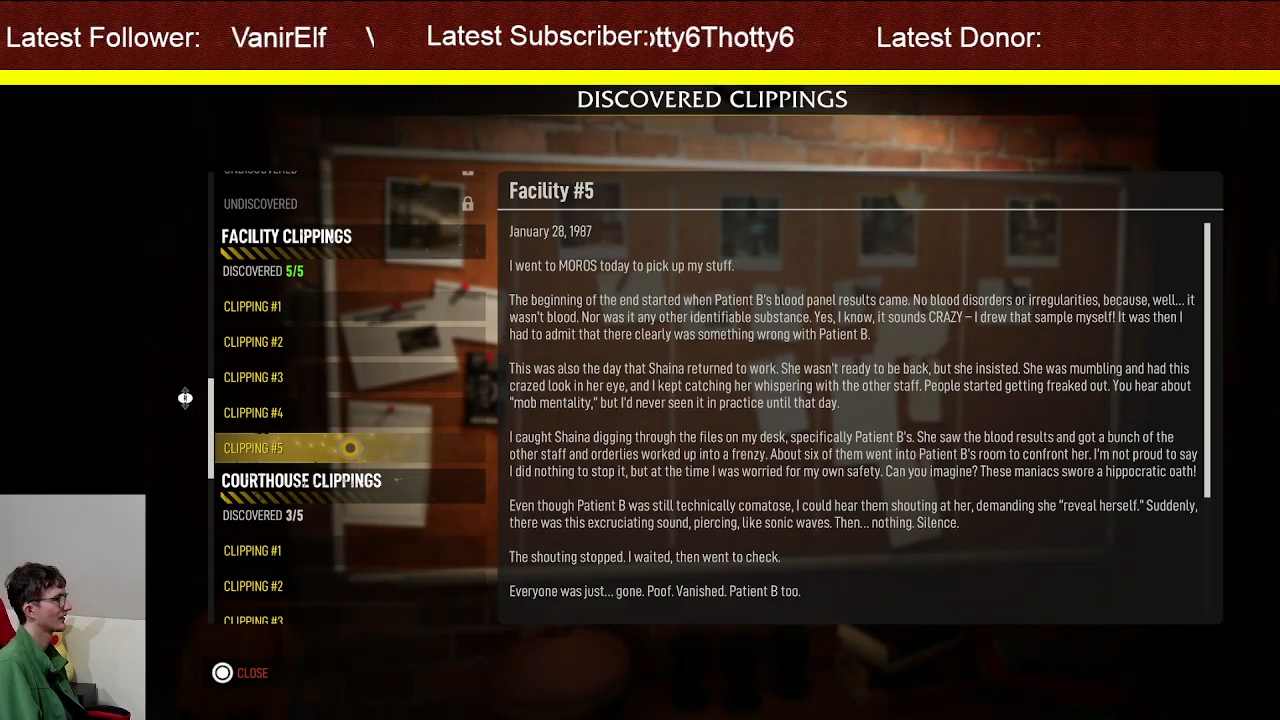 Latest Follower: VanirElf
Latest Subscriber: otty6Thotty6
Latest Donor:
DISCOVERED CLIPPINGS
UNDISCOVERED
UNDISCOVERED
FACILITY CLIPPINGS
DISCOVERED 5/5
CLIPPING #1
CLIPPING #2
CLIPPING #3
CLIPPING #4
CLIPPING #5
COURTHOUSE CLIPPINGS
DISCOVERED 3/5
CLIPPING #1
CLIPPING #2
CLIPPING #3
Facility #5
January 28, 1987
I went to MOROS today to pick up my stuff.
The beginning of the end started when Patient B's blood panel results came. No blood disorders or irregularities, because, well... it
wasn't blood. Nor was it any other identifiable substance. Yes, I know, it sounds CRAZY – I drew that sample myself! It was then I
had to admit that there clearly was something wrong with Patient B.
This was also the day that Shaina returned to work. She wasn't ready to be back, but she insisted. She was mumbling and had this
crazed look in her eye, and I kept catching her whispering with the other staff. People started getting freaked out. You hear about
"mob mentality," but I'd never seen it in practice until that day.
I caught Shaina digging through the files on my desk, specifically Patient B's. She saw the blood results and got a bunch of the
other staff and orderlies worked up into a frenzy. About six of them went into Patient B's room to confront her. I'm not proud to say
I did nothing to stop it, but at the time I was worried for my own safety. Can you imagine? These maniacs swore a hippocratic oath!
Even though Patient B was still technically comatose, I could hear them shouting at her, demanding she "reveal herself." Suddenly,
there was this excruciating sound, piercing, like sonic waves. Then... nothing. Silence.
The shouting stopped. I waited, then went to check.
Everyone was just... gone. Poof. Vanished. Patient B too.
R
CLOSE